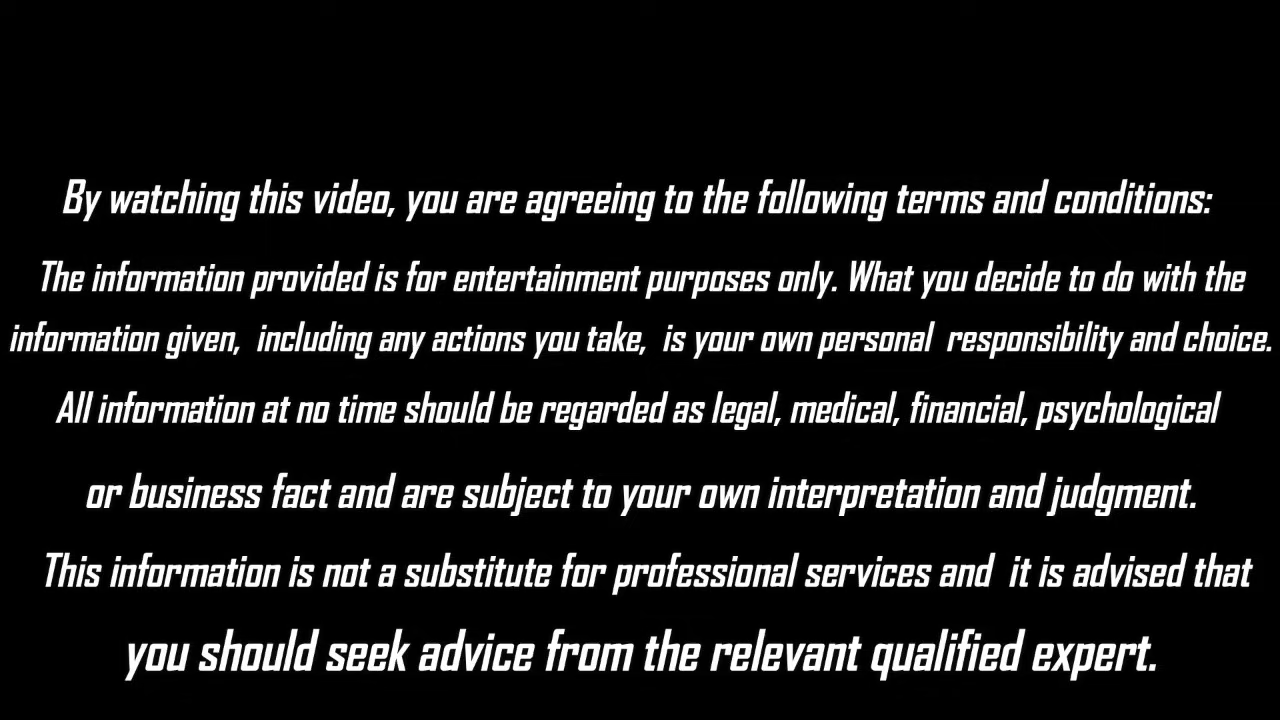 By watching this video, you are agreeing to the following terms and conditions:
The information provided is for entertainment purposes only. What you decide to do with the
information given, including any actions you take, is your own personal responsibility and choice.
All information at no time should be regarded as legal, medical, financial, psychological
or business fact and are subject to your own interpretation and judgment.
This information is not a substitute for professional services and it is advised that
you should seek advice from the relevant qualified expert.